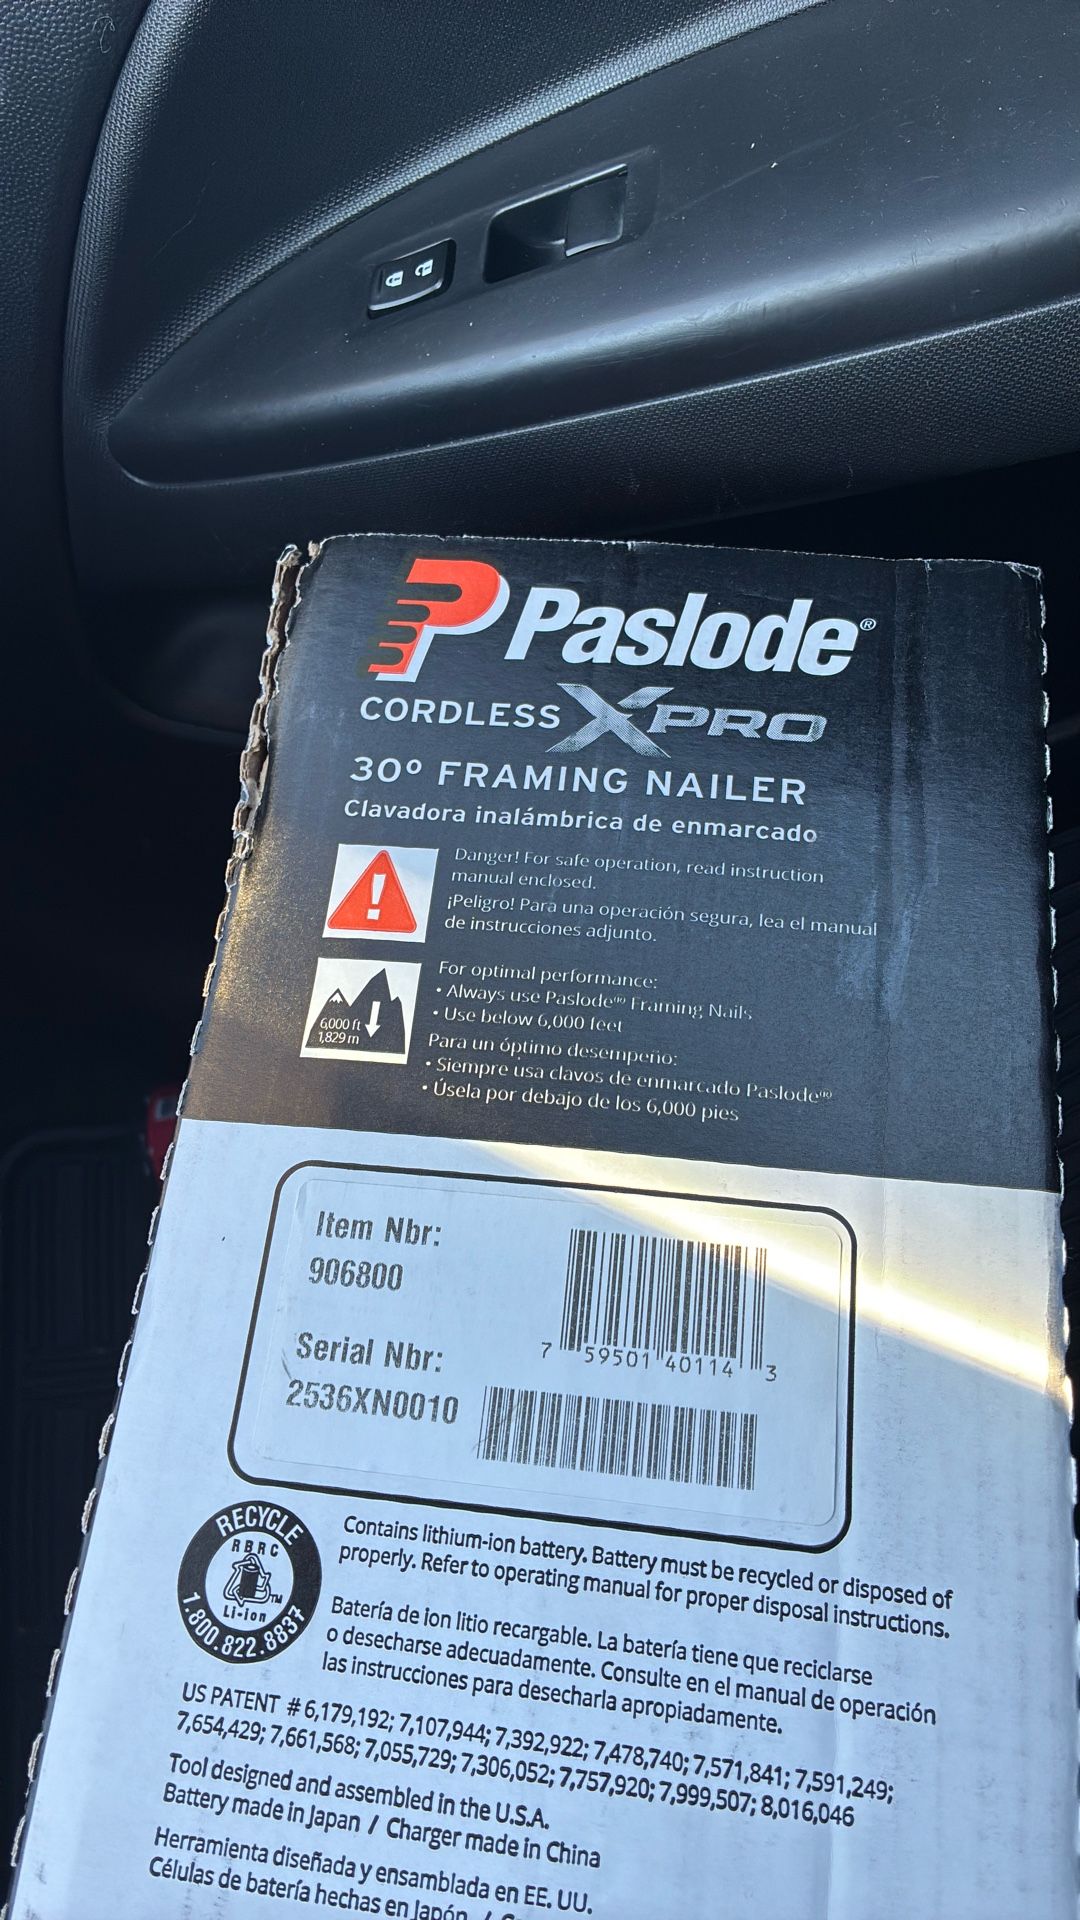 Paslode®
CORDLESS XPRO
30º FRAMING NAILER
Clavadora inalámbrica de enmarcado
Danger! For safe operation, read instruction
manual enclosed.
¡Peligro! Para una operación segura, lea el manual
de instrucciones adjunto.
For optimal performance:
• Always use Paslode Framing Nails
• Use below 6,000 feet
6,000 ft
1,829 m
Para un óptimo desempeño:
• Siempre usa clavos de enmarcado Paslode
• Úsela por debajo de los 6,000 pies
Item Nbr:
906800
7 59501 40114 3
Serial Nbr:
2536XN0010
RECYCLE
RBRC
Li-ion
TM
1.800.822.8837
Contains lithium-ion battery. Battery must be recycled or disposed of
properly. Refer to operating manual for proper disposal instructions.
Batería de ion litio recargable. La batería tiene que reciclarse
o desecharse adecuadamente. Consulte en el manual de operación
las instrucciones para desecharla apropiadamente.
US PATENT # 6,179,192; 7,107,944; 7,392,922; 7,478,740; 7,571,841; 7,591,249;
7,654,429; 7,661,568; 7,055,729; 7,306,052; 7,757,920; 7,999,507; 8,016,046
Tool designed and assembled in the U.S.A.
Battery made in Japan / Charger made in China
Herramienta diseñada y ensamblada en EE. UU.
Células de batería hechas en Japón /